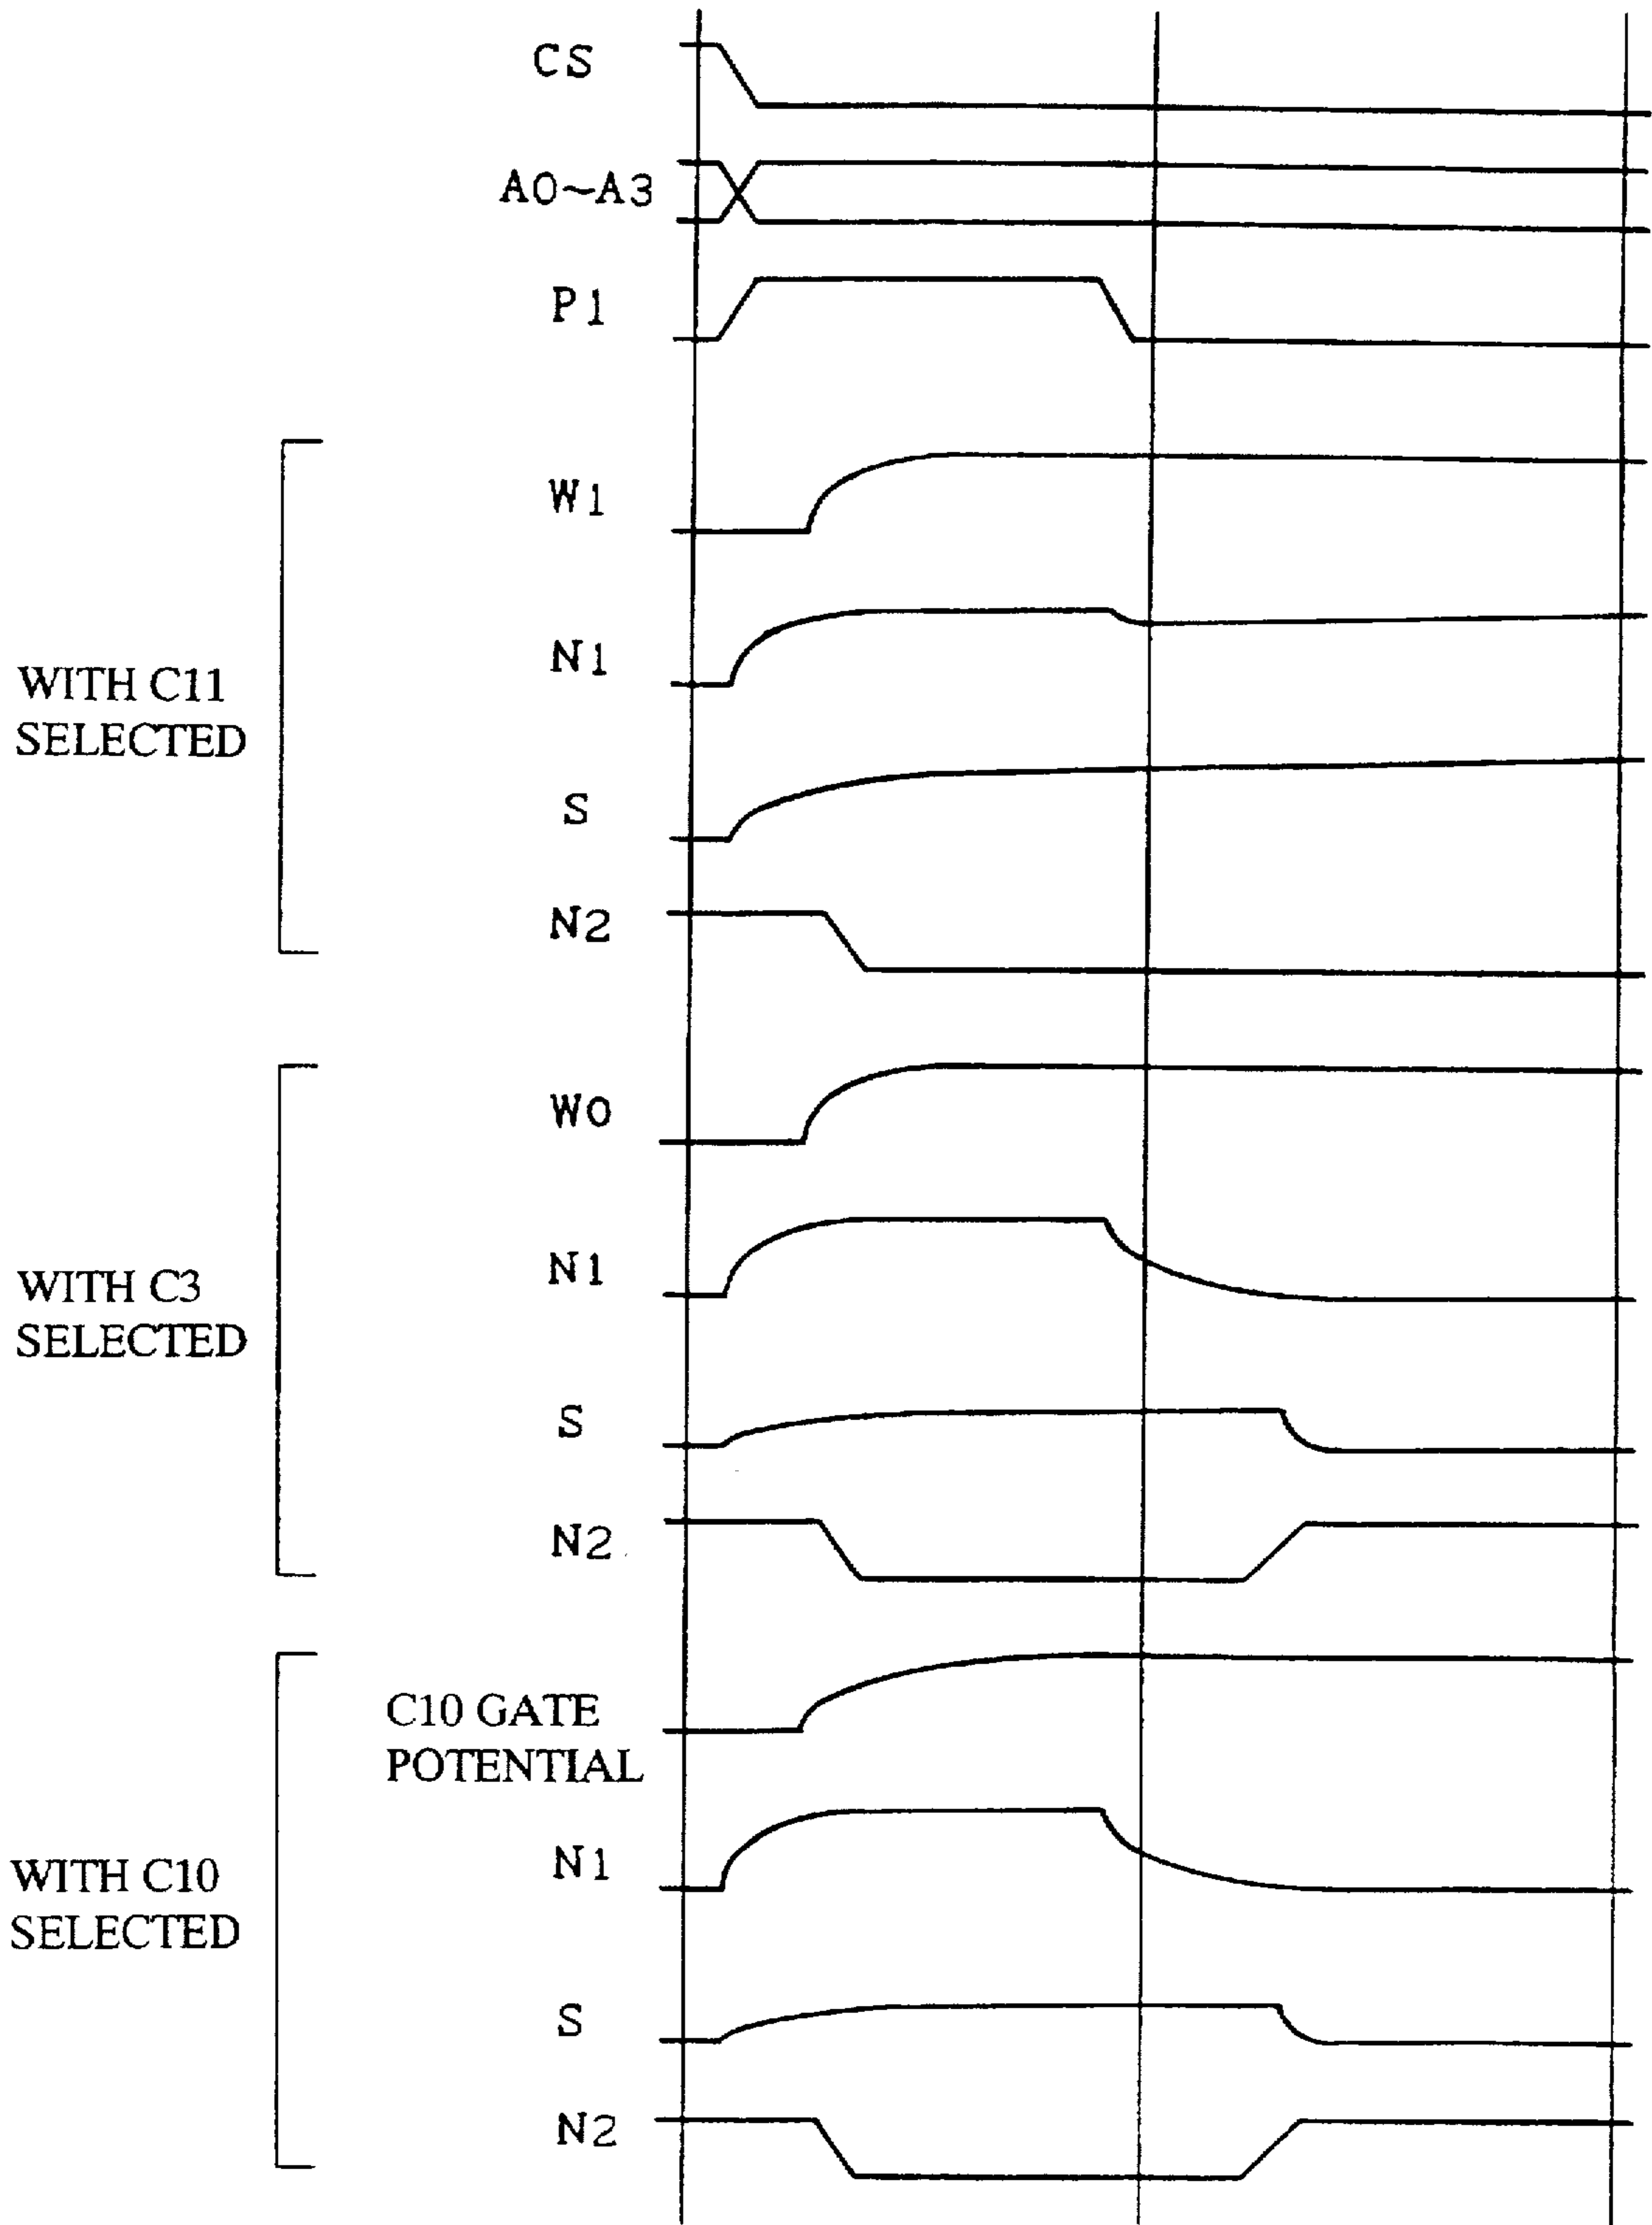 CS
A0~A3
P1
W1
N1
WITH C11
SELECTED
S
N2
W0
N1
WITH C3
SELECTED
S
N2
C10 GATE
POTENTIAL
N1
WITH C10
SELECTED
S
N2